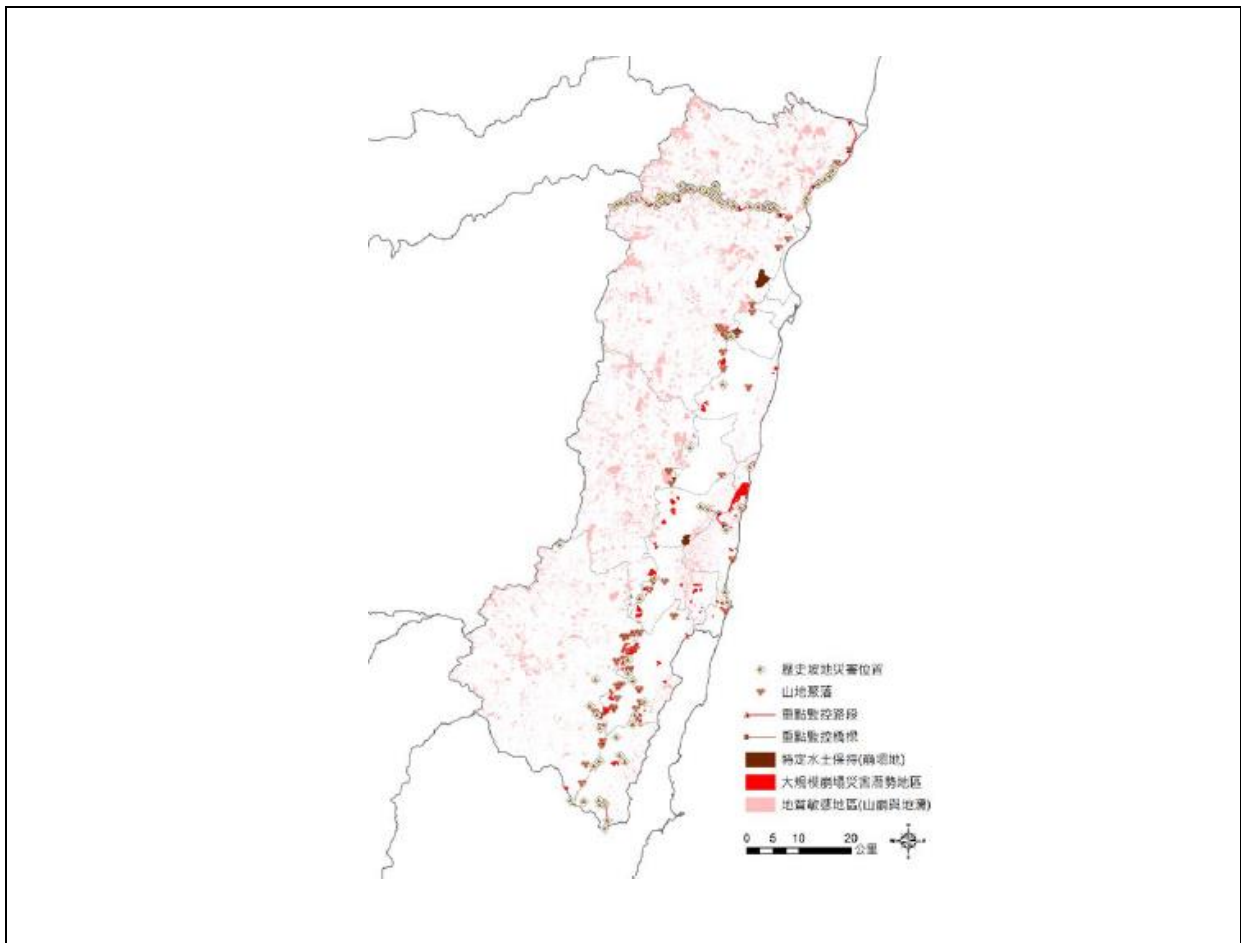 歷史坡地災害位置
山地聚落
重點監控路段
重點監控橋樑
特定水土保持(崩塌地)
大規模崩塌災害潛勢地區
地質敏感地區(山崩與地滑)
0 5 10 20
公里